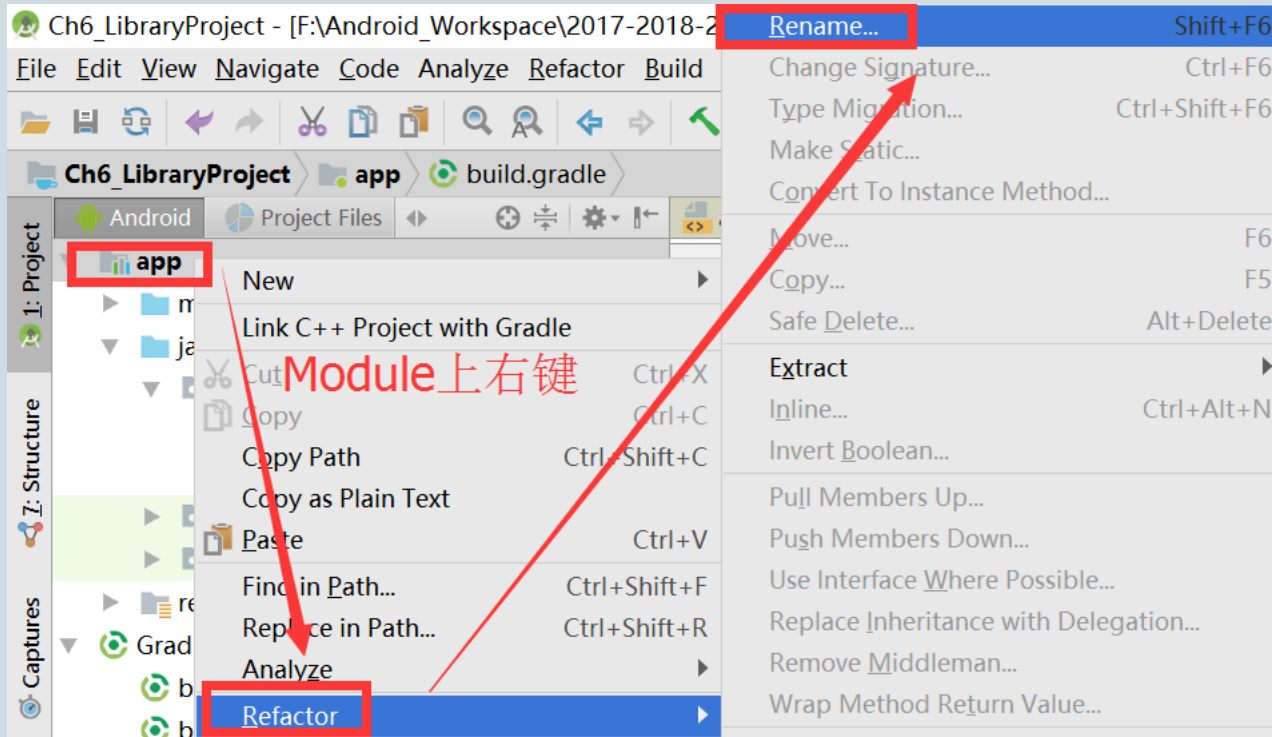 Ch6_LibraryProject - [F:\Android_Workspace\2017-2018-2
File Edit View Navigate Code Analyze Refactor Build
Ch6_LibraryProject app build.gradle
Android Project Files
1: Project
7: Structure
Captures
app
m
ja
re
Grad
b
b
New
Link C++ Project with Gradle
Cut Ctrl+X
Module上右键
Copy Ctrl+C
Copy Path Ctrl+Shift+C
Copy as Plain Text
Paste Ctrl+V
Find in Path... Ctrl+Shift+F
Replace in Path... Ctrl+Shift+R
Analyze
Refactor
Rename... Shift+F6
Change Signature... Ctrl+F6
Type Migration... Ctrl+Shift+F6
Make Static...
Convert To Instance Method...
Move... F6
Copy... F5
Safe Delete... Alt+Delete
Extract
Inline... Ctrl+Alt+N
Invert Boolean...
Pull Members Up...
Push Members Down...
Use Interface Where Possible...
Replace Inheritance with Delegation...
Remove Middleman...
Wrap Method Return Value...